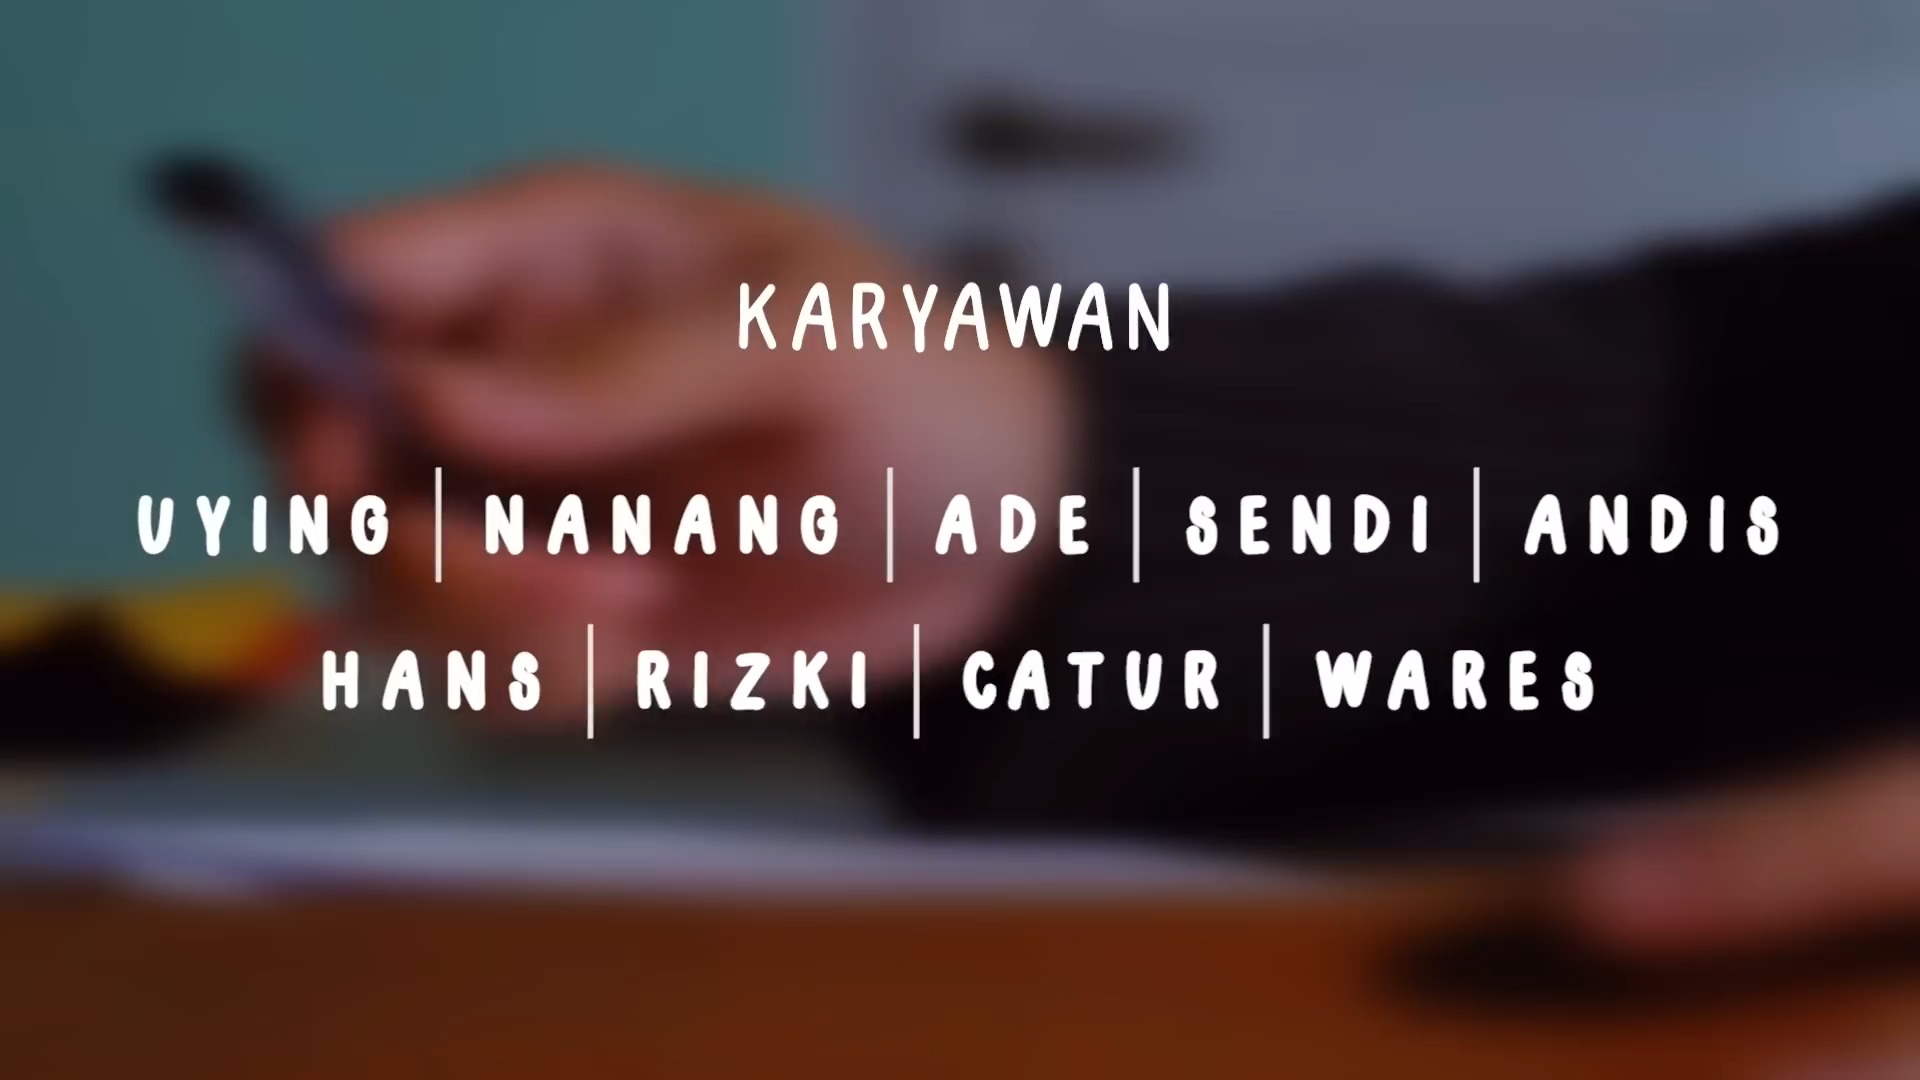 KARYAWAN
UYING | NANANG | ADE | SENDI | ANDIS
HANS | RIZKI | CATUR | WARES